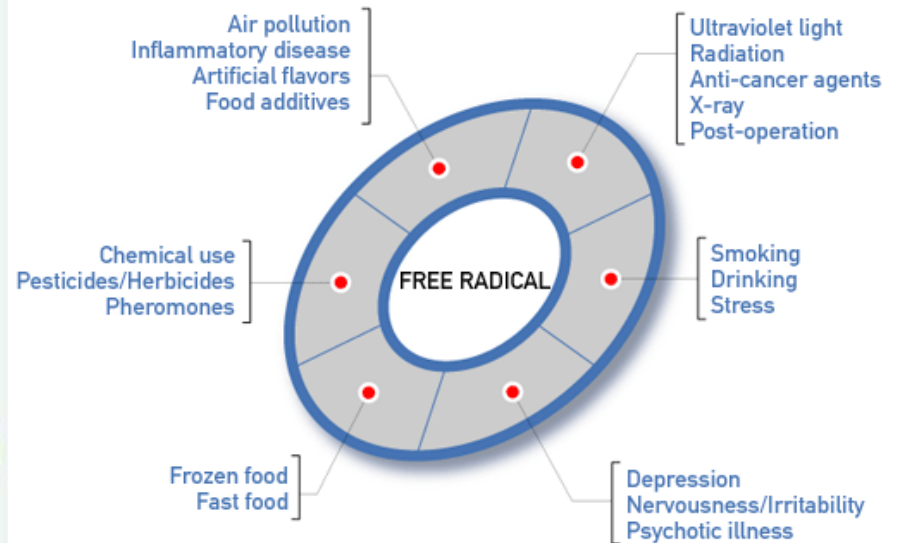 Air pollution
Inflammatory disease
Artificial flavors
Food additives
Ultraviolet light
Radiation
Anti-cancer agents
X-ray
Post-operation
Chemical use
Pesticides/Herbicides
Pheromones
FREE RADICAL
Smoking
Drinking
Stress
Frozen food
Fast food
Depression
Nervousness/Irritability
Psychotic illness